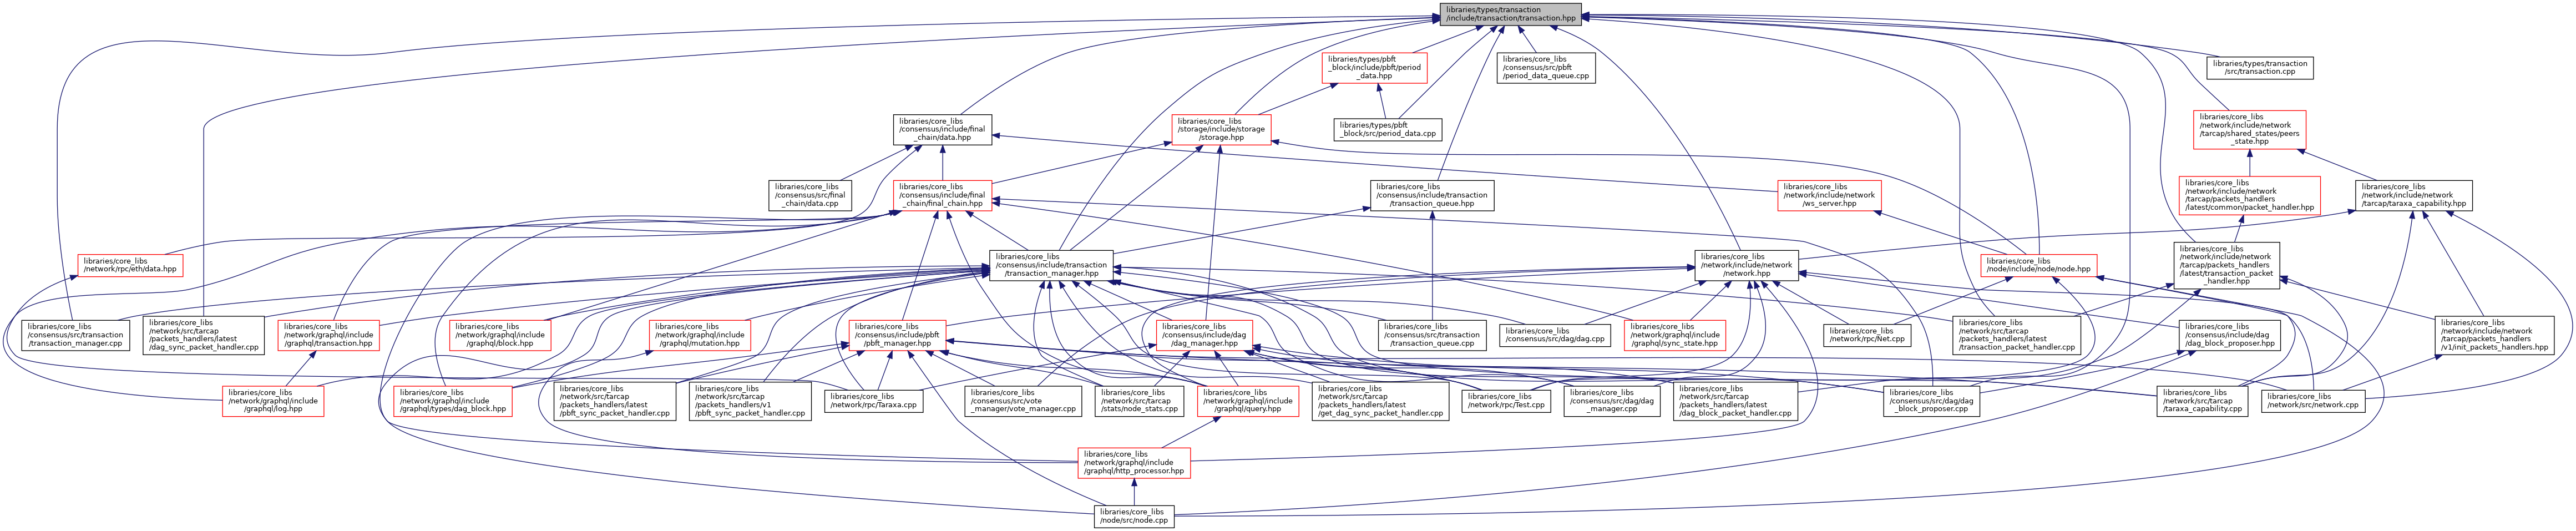 libraries/types/transaction
/include/transaction/transaction.hpp
libraries/types/pbft
_block/include/pbft/period
_data.hpp
libraries/core_libs
/consensus/src/pbft
/period_data_queue.cpp
libraries/types/transaction
/src/transaction.cpp
libraries/core_libs
/consensus/include/final
_chain/data.hpp
libraries/core_libs
/storage/include/storage
/storage.hpp
libraries/types/pbft
_block/src/period_data.cpp
libraries/core_libs
/network/include/network
/tarcap/shared_states/peers
_state.hpp
libraries/core_libs
/consensus/src/final
_chain/data.cpp
libraries/core_libs
/consensus/include/final
_chain/final_chain.hpp
libraries/core_libs
/consensus/include/transaction
/transaction_queue.hpp
libraries/core_libs
/network/include/network
/ws_server.hpp
libraries/core_libs
/network/include/network
/tarcap/packets_handlers
/latest/common/packet_handler.hpp
libraries/core_libs
/network/include/network
/tarcap/taraxa_capability.hpp
libraries/core_libs
/network/rpc/eth/data.hpp
libraries/core_libs
/consensus/include/transaction
/transaction_manager.hpp
libraries/core_libs
/network/include/network
/network.hpp
libraries/core_libs
/node/include/node/node.hpp
libraries/core_libs
/network/include/network
/tarcap/packets_handlers
/latest/transaction_packet
_handler.hpp
libraries/core_libs
/consensus/src/transaction
/transaction_manager.cpp
libraries/core_libs
/network/src/tarcap
/packets_handlers/latest
/dag_sync_packet_handler.cpp
libraries/core_libs
/network/graphql/include
/graphql/transaction.hpp
libraries/core_libs
/network/graphql/include
/graphql/block.hpp
libraries/core_libs
/network/graphql/include
/graphql/mutation.hpp
libraries/core_libs
/consensus/include/pbft
/pbft_manager.hpp
libraries/core_libs
/consensus/include/dag
/dag_manager.hpp
libraries/core_libs
/consensus/src/transaction
/transaction_queue.cpp
libraries/core_libs
/consensus/src/dag/dag.cpp
libraries/core_libs
/network/graphql/include
/graphql/sync_state.hpp
libraries/core_libs
/network/rpc/Net.cpp
libraries/core_libs
/network/src/tarcap
/packets_handlers/latest
/transaction_packet_handler.cpp
libraries/core_libs
/consensus/include/dag
/dag_block_proposer.hpp
libraries/core_libs
/network/include/network
/tarcap/packets_handlers
/v1/init_packets_handlers.hpp
libraries/core_libs
/network/graphql/include
/graphql/log.hpp
libraries/core_libs
/network/graphql/include
/graphql/types/dag_block.hpp
libraries/core_libs
/network/src/tarcap
/packets_handlers/latest
/pbft_sync_packet_handler.cpp
libraries/core_libs
/network/src/tarcap
/packets_handlers/v1
/pbft_sync_packet_handler.cpp
libraries/core_libs
/network/rpc/Taraxa.cpp
libraries/core_libs
/consensus/src/vote
_manager/vote_manager.cpp
libraries/core_libs
/network/src/tarcap
/stats/node_stats.cpp
libraries/core_libs
/network/graphql/include
/graphql/query.hpp
libraries/core_libs
/network/src/tarcap
/packets_handlers/latest
/get_dag_sync_packet_handler.cpp
libraries/core_libs
/network/rpc/Test.cpp
libraries/core_libs
/consensus/src/dag/dag
_manager.cpp
libraries/core_libs
/network/src/tarcap
/packets_handlers/latest
/dag_block_packet_handler.cpp
libraries/core_libs
/consensus/src/dag/dag
_block_proposer.cpp
libraries/core_libs
/network/src/tarcap
/taraxa_capability.cpp
libraries/core_libs
/network/src/network.cpp
libraries/core_libs
/network/graphql/include
/graphql/http_processor.hpp
libraries/core_libs
/node/src/node.cpp